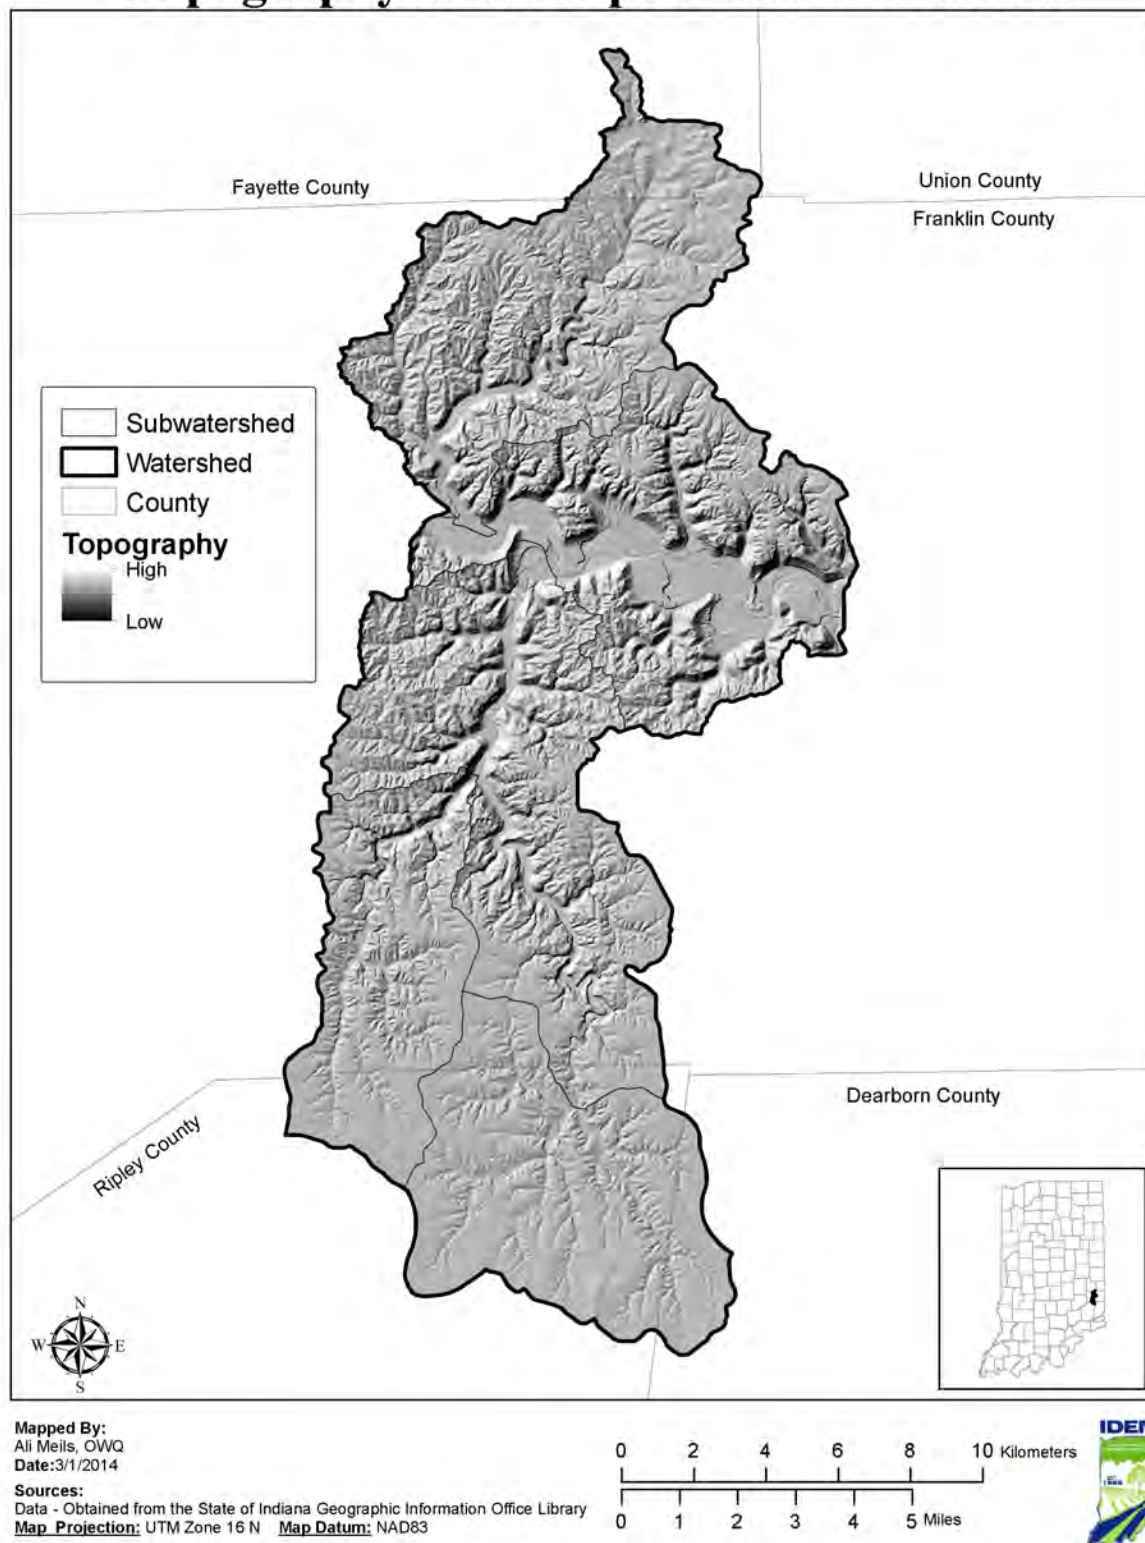 Fayette County
Union County
Franklin County
Subwatershed
Watershed
County
Topography
High
Low
Dearborn County
Ripley County
N
W E
S
Mapped By:
Ali Meils, OWQ
Date:3/1/2014
Sources:
Data - Obtained from the State of Indiana Geographic Information Office Library
Map Projection: UTM Zone 16 N Map Datum: NAD83
0 2 4 6 8 10 Kilometers
0 1 2 3 4 5 Miles